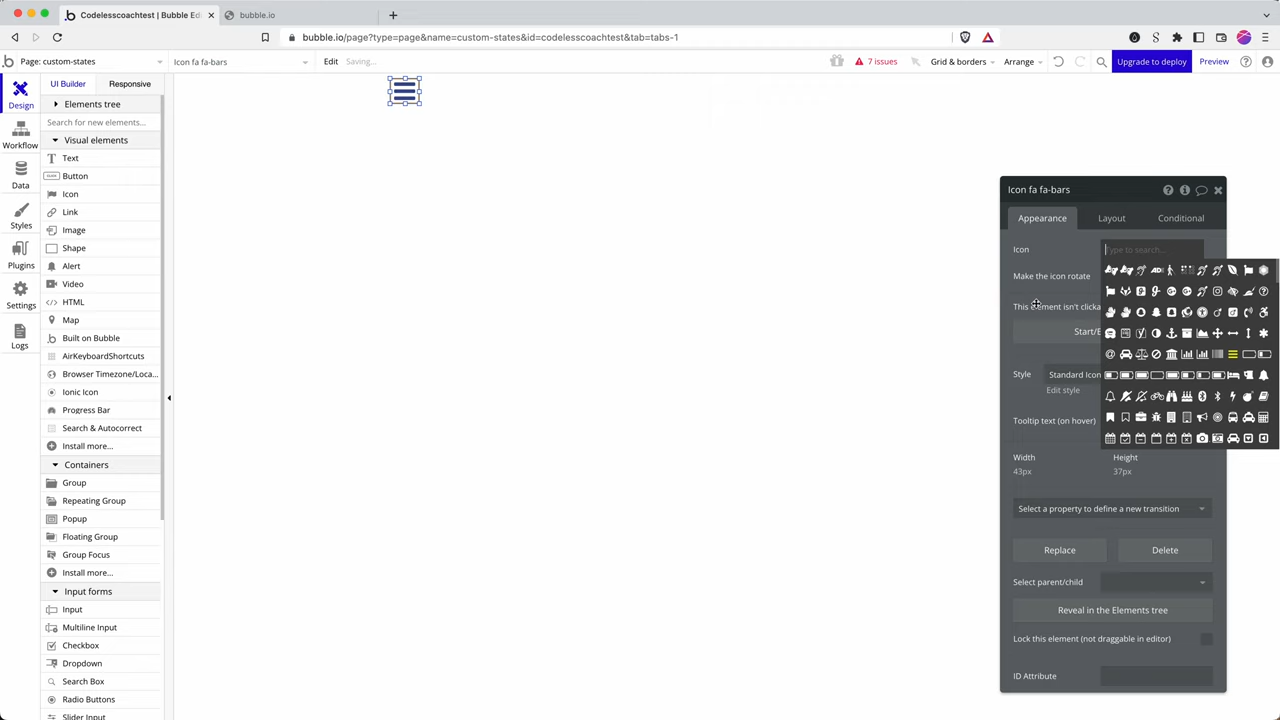 Codelesscoachtest | Bubble Ed
bubble.io
bubble.io/page?type=page&name=custom-states&id=codelesscoachtest&tab=tabs-1
Page: custom-states
Icon fa fa-bars
Edit
Saving...
7 issues
Grid & borders
Arrange
Upgrade to deploy
Preview
Design
Workflow
Data
Styles
Plugins
Settings
Logs
UI Builder
Responsive
Elements tree
Search for new elements...
Visual elements
Text
Button
Icon
Link
Image
Shape
Alert
Video
HTML
Map
Built on Bubble
AirKeyboardShortcuts
Browser Timezone/Loca...
Ionic Icon
Progress Bar
Search & Autocorrect
Install more...
Containers
Group
Repeating Group
Popup
Floating Group
Group Focus
Install more...
Input forms
Input
Multiline Input
Checkbox
Dropdown
Search Box
Radio Buttons
Slider Input
Icon fa fa-bars
Appearance
Layout
Conditional
Icon
Type to search...
Make the icon rotate
This element isn't clicka
Start/E
Style
Standard Icon
Edit style
Tooltip text (on hover)
Width
Height
43px
37px
Select a property to define a new transition
Replace
Delete
Select parent/child
Reveal in the Elements tree
Lock this element (not draggable in editor)
ID Attribute